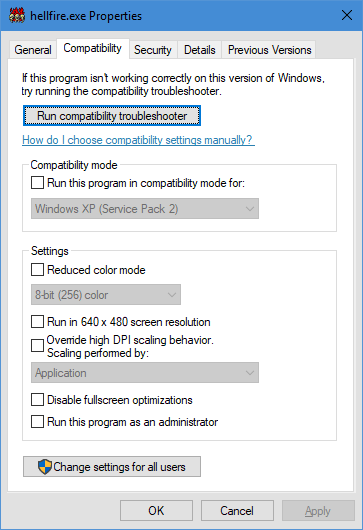 hellfire.exe Properties
General
Compatibility
Security
Details
Previous Versions
If this program isn't working correctly on this version of Windows,
try running the compatibility troubleshooter.
Run compatibility troubleshooter
How do I choose compatibility settings manually?
Compatibility mode
Run this program in compatibility mode for:
Windows XP (Service Pack 2)
Settings
Reduced color mode
8-bit (256) color
Run in 640 x 480 screen resolution
Override high DPI scaling behavior.
Scaling performed by:
Application
Disable fullscreen optimizations
Run this program as an administrator
Change settings for all users
OK
Cancel
Apply